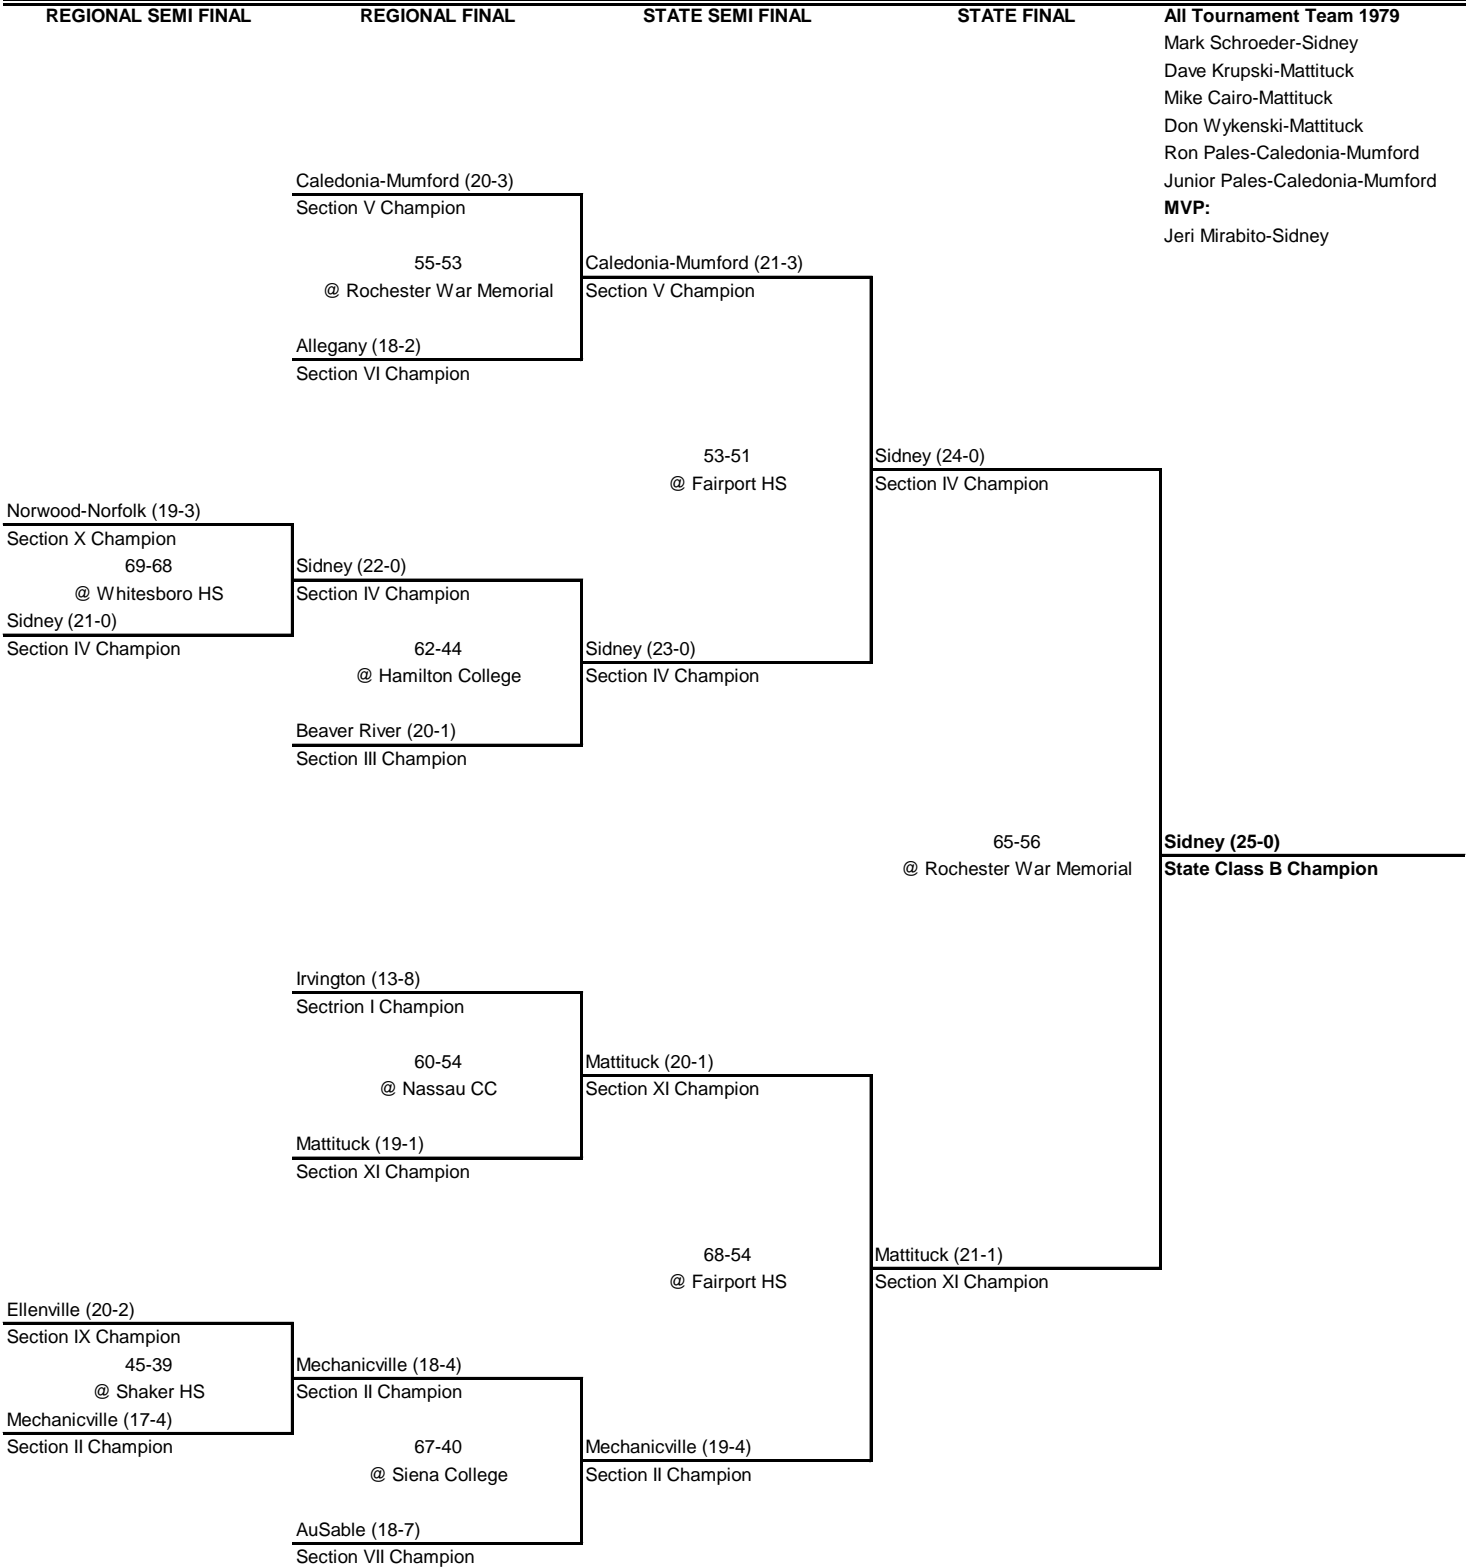 REGIONAL SEMI FINAL
REGIONAL FINAL
STATE SEMI FINAL
STATE FINAL
All Tournament Team 1979
Mark Schroeder-Sidney
Dave Krupski-Mattituck
Mike Cairo-Mattituck
Don Wykenski-Mattituck
Ron Pales-Caledonia-Mumford
Junior Pales-Caledonia-Mumford
MVP:
Jeri Mirabito-Sidney
Caledonia-Mumford (20-3)
Section V Champion
55-53
@ Rochester War Memorial
Caledonia-Mumford (21-3)
Section V Champion
Allegany (18-2)
Section VI Champion
53-51
@ Fairport HS
Sidney (24-0)
Section IV Champion
Norwood-Norfolk (19-3)
Section X Champion
69-68
@ Whitesboro HS
Sidney (21-0)
Section IV Champion
Sidney (22-0)
Section IV Champion
62-44
@ Hamilton College
Sidney (23-0)
Section IV Champion
Beaver River (20-1)
Section III Champion
65-56
@ Rochester War Memorial
Sidney (25-0)
State Class B Champion
Irvington (13-8)
Sectrion I Champion
60-54
@ Nassau CC
Mattituck (20-1)
Section XI Champion
Mattituck (19-1)
Section XI Champion
68-54
@ Fairport HS
Mattituck (21-1)
Section XI Champion
Ellenville (20-2)
Section IX Champion
45-39
@ Shaker HS
Mechanicville (17-4)
Section II Champion
Mechanicville (18-4)
Section II Champion
67-40
@ Siena College
Mechanicville (19-4)
Section II Champion
AuSable (18-7)
Section VII Champion